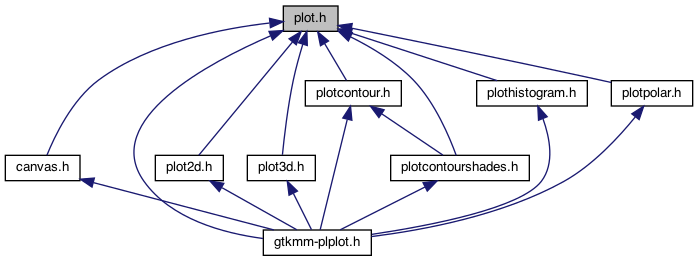 plot.h
plotcontour.h
plothistogram.h
plotpolar.h
canvas.h
plot2d.h
plot3d.h
plotcontourshades.h
gtkmm-plplot.h